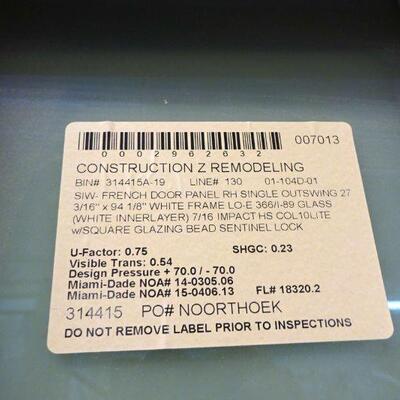 007013
0002962632
CONSTRUCTION Z REMODELING
BIN# 314415A-19 LINE# 130 01-104D-01
SIW- FRENCH DOOR PANEL RH SINGLE OUTSWING 27
3/16" x 94 1/8" WHITE FRAME LO-E 366/I-89 GLASS
(WHITE INNERLAYER) 7/16 IMPACT HS COL10LITE
w/SQUARE GLAZING BEAD SENTINEL LOCK
U-Factor: 0.75 SHGC: 0.23
Visible Trans: 0.54
Design Pressure + 70.0 / - 70.0
Miami-Dade NOA# 14-0305.06
Miami-Dade NOA# 15-0406.13 FL# 18320.2
314415 PO# NOORTHOEK
DO NOT REMOVE LABEL PRIOR TO INSPECTIONS